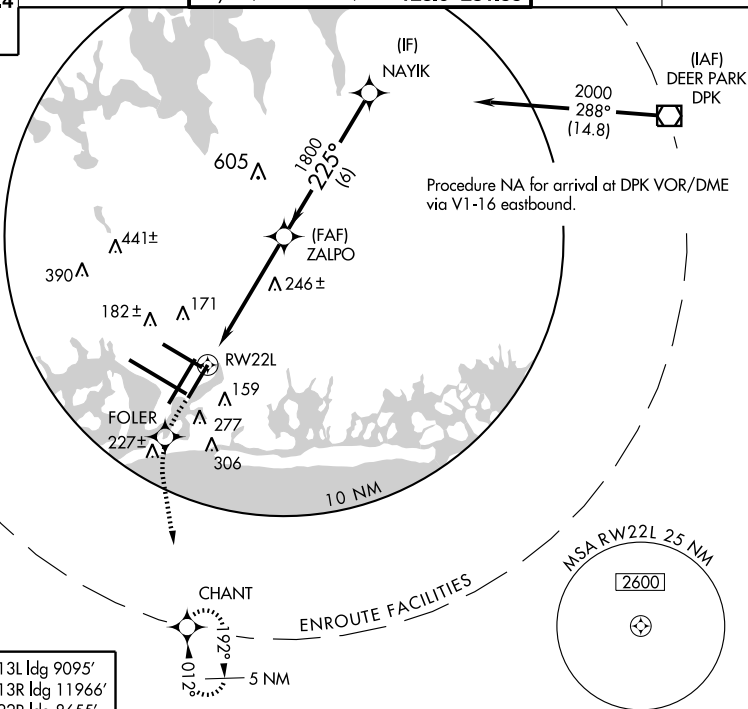 (IF)
NAYIK
(IAF)
DEER PARK
DPK
2000
288°
(14.8)
1800
225°
(6)
605
Procedure NA for arrival at DPK VOR/DME
via V1-16 eastbound.
(FAF)
ZALPO
441±
390
246±
182±
171
RW22L
159
FOLER
277
227±
306
10 NM
MSA RW22L 25 NM
2600
CHANT
ENROUTE FACILITIES
192°
012°
5 NM
13L ldg 9095'
13R ldg 11966'